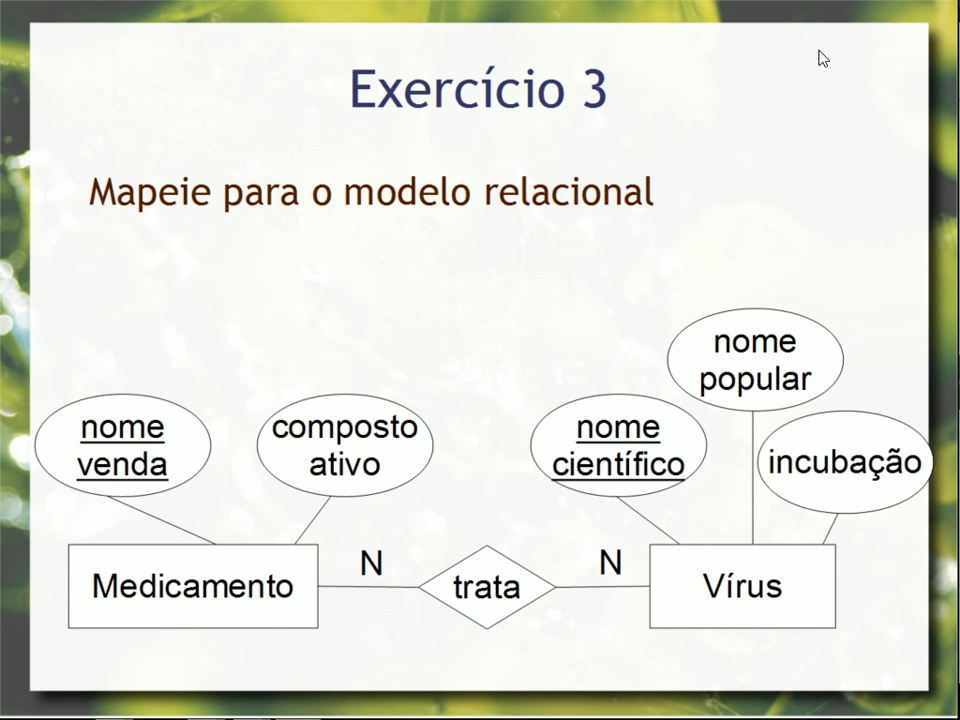 Exercício 3
Mapeie para o modelo relacional
nome
popular
nome
venda
composto
ativo
nome
científico
incubação
Medicamento
N
trata
N
Vírus